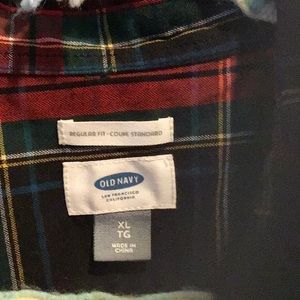 REGULAR FIT - COUPE STANDARD
OLD NAVY
SAN FRANCISCO
CALIFORNIA
XL
TG
MADE IN
CHINA